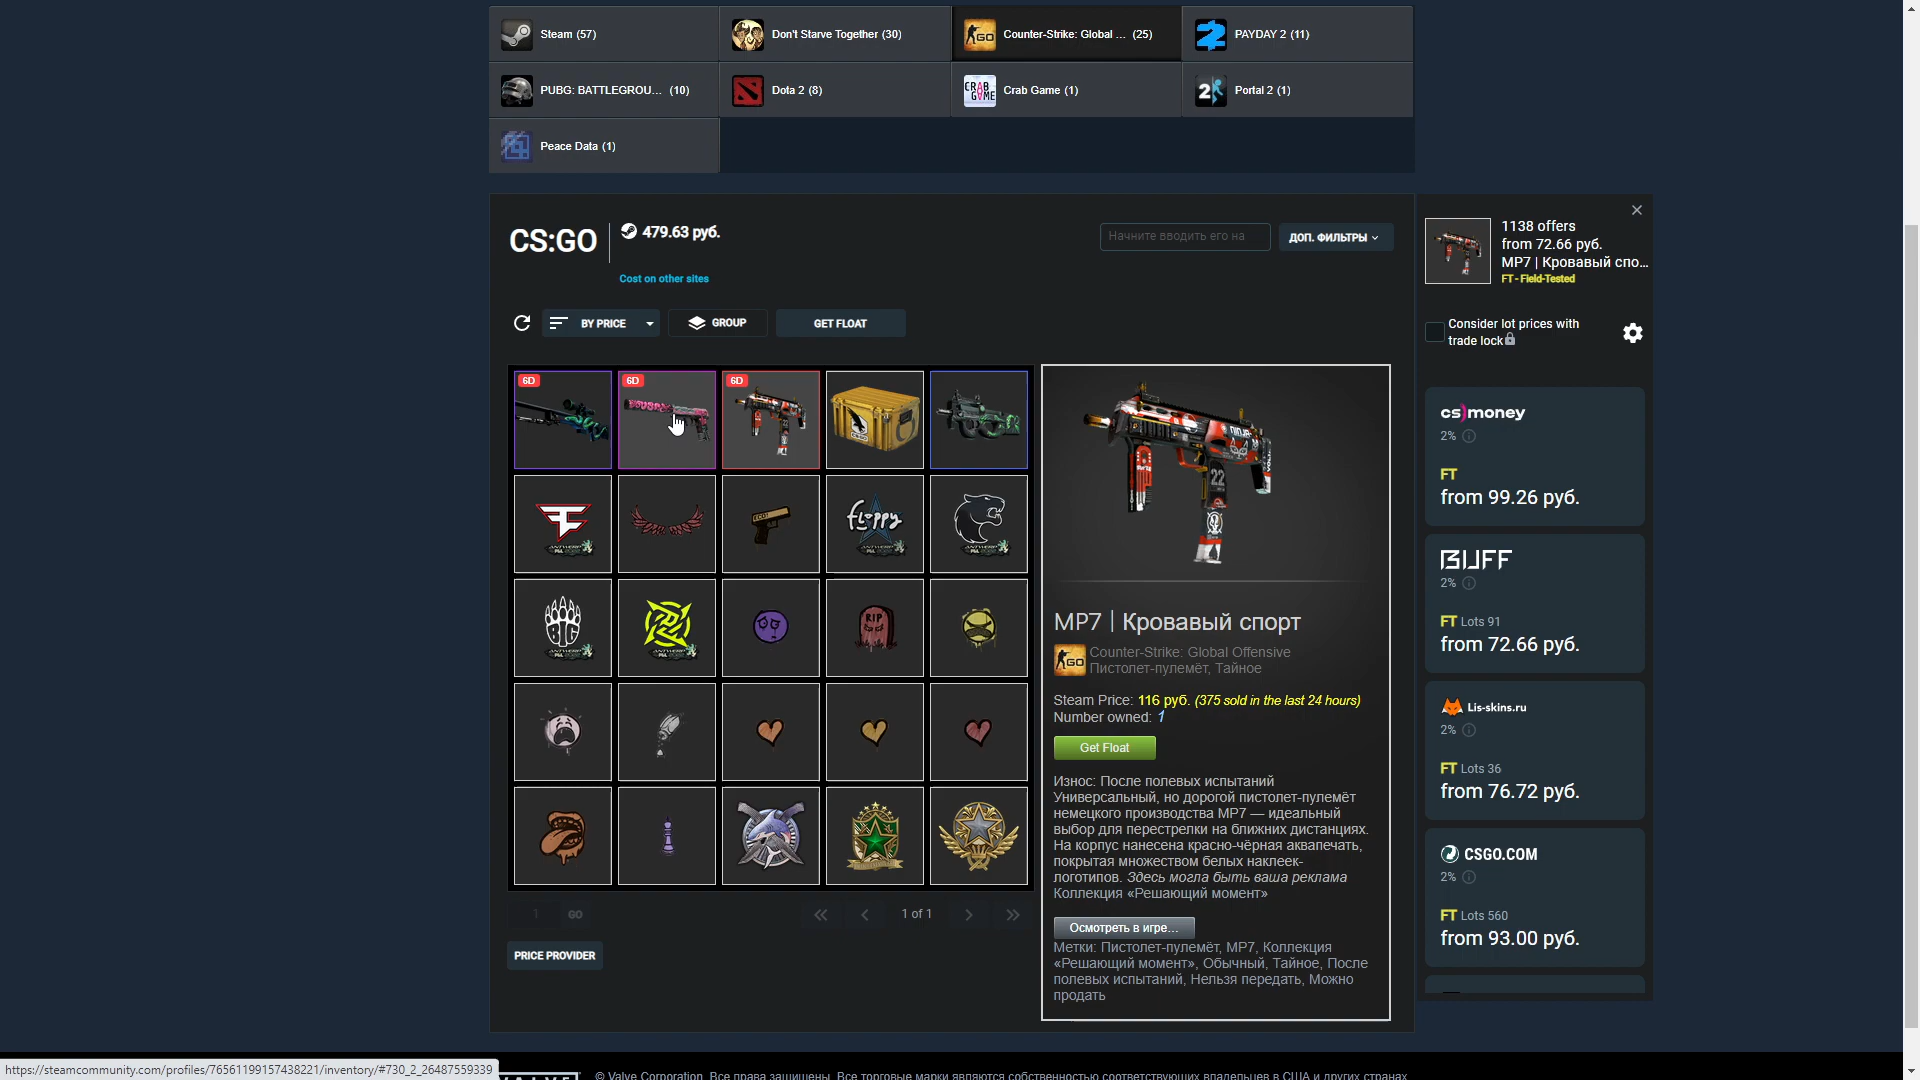 Steam (57)
Don't Starve Together (30)
Counter-Strike: Global ... (25)
PAYDAY 2 (11)
PUBG: BATTLEGROU... (10)
Dota 2 (8)
CRAB GAME
Crab Game (1)
2
Portal 2 (1)
Peace Data (1)
CS:GO
479.63 руб.
Cost on other sites
Начните вводить его на
ДОП. ФИЛЬТРЫ
BY PRICE
GROUP
GET FLOAT
6D
6D
6D
1
GO
1 of 1
PRICE PROVIDER
MP7 | Кровавый спорт
GO
Counter-Strike: Global Offensive
Пистолет-пулемёт, Тайное
Steam Price: 116 руб. (375 sold in the last 24 hours)
Number owned: 1
Get Float
Износ: После полевых испытаний
Универсальный, но дорогой пистолет-пулемёт
немецкого производства MP7 — идеальный
выбор для перестрелки на ближних дистанциях.
На корпус нанесена красно-чёрная аквапечать,
покрытая множеством белых наклеек-
логотипов. Здесь могла быть ваша реклама
Коллекция «Решающий момент»
Осмотреть в игре...
Метки: Пистолет-пулемёт, MP7, Коллекция
«Решающий момент», Обычный, Тайное, После
полевых испытаний, Нельзя передать, Можно
продать
1138 offers
from 72.66 руб.
MP7 | Кровавый спо...
FT - Field-Tested
Consider lot prices with
trade lock
cs)money
2%
FT
from 99.26 руб.
BUFF
2%
FT Lots 91
from 72.66 руб.
Lis-skins.ru
2%
FT Lots 36
from 76.72 руб.
CSGO.COM
2%
FT Lots 560
from 93.00 руб.
https://steamcommunity.com/profiles/76561199157438221/inventory/#730_2_26487559339
VALVE
© Valve Corporation. Все права защищены. Все торговые марки являются собственностью соответствующих владельцев в США и других странах.